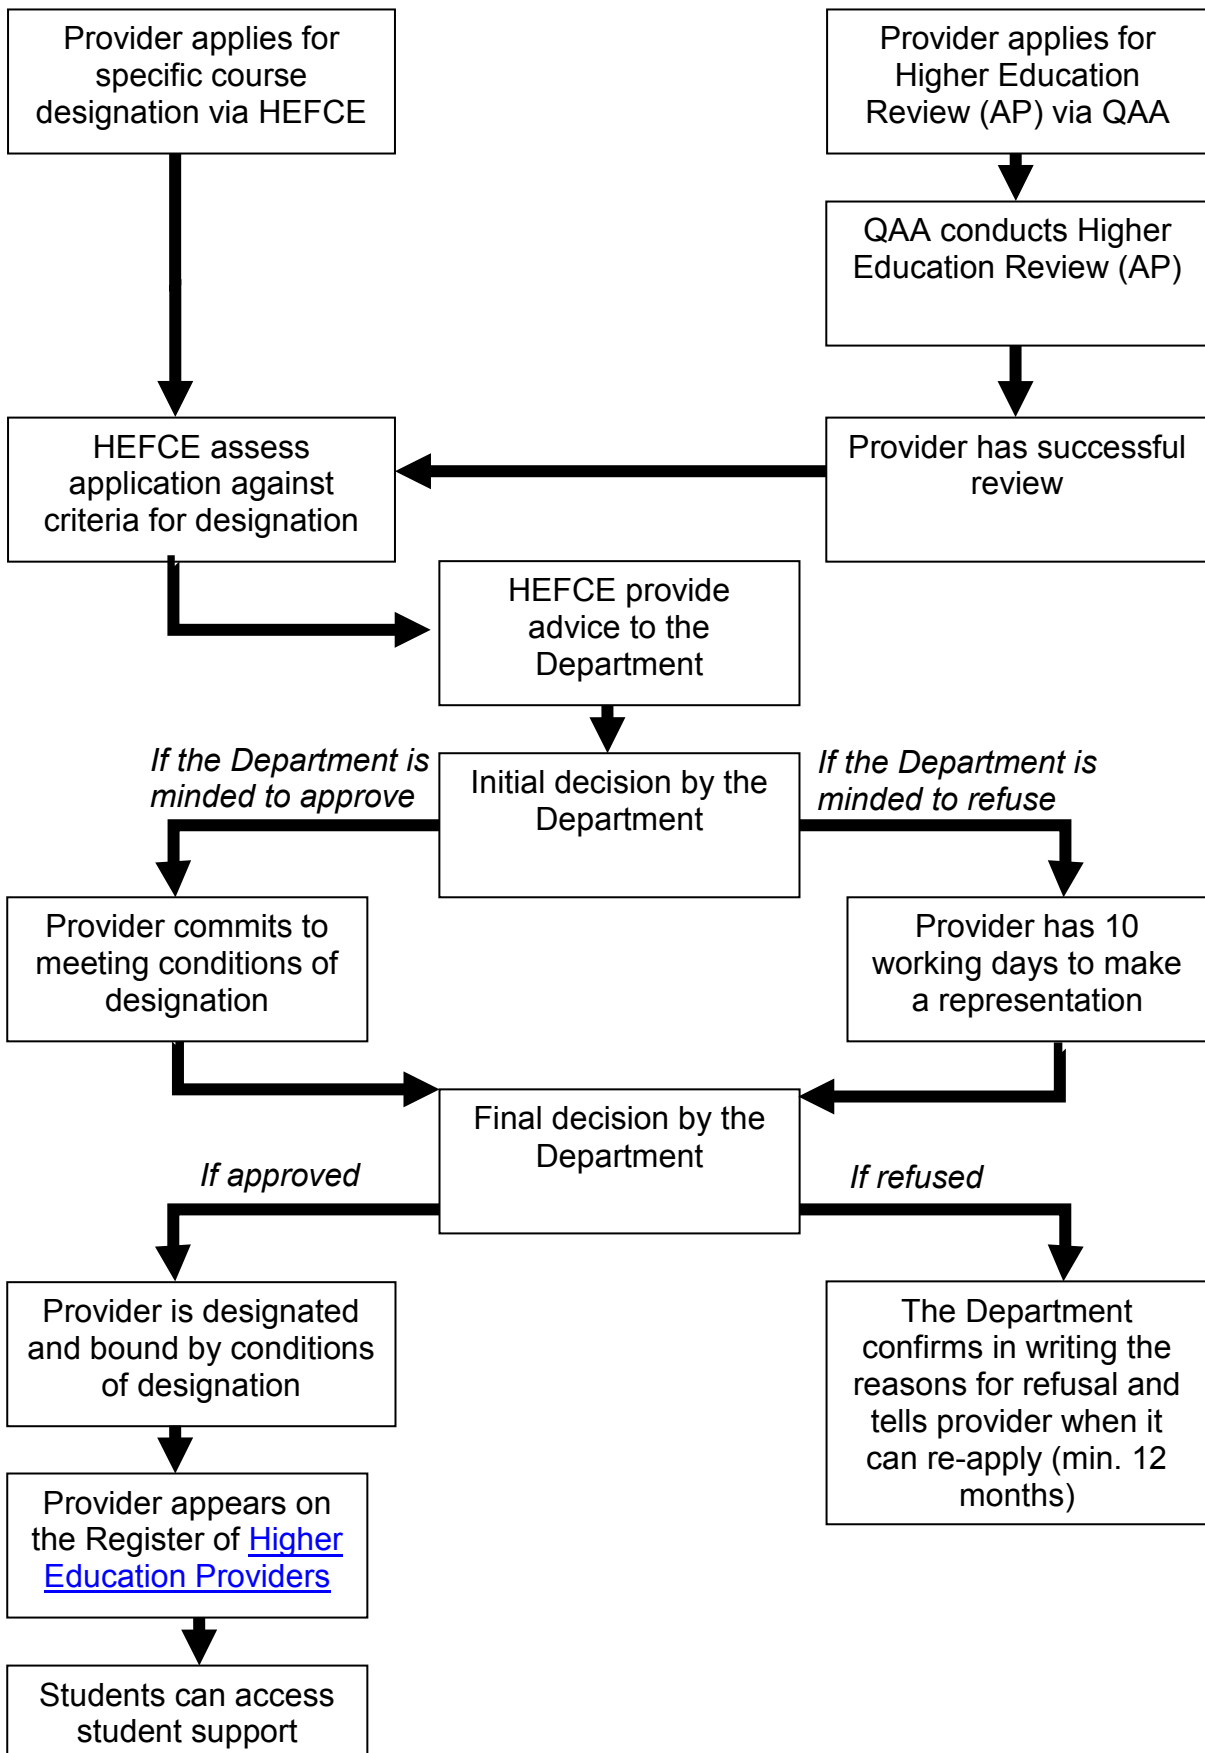 Provider applies for
specific course
designation via HEFCE
Provider applies for
Higher Education
Review (AP) via QAA
QAA conducts Higher
Education Review (AP)
HEFCE assess
application against
criteria for designation
Provider has successful
review
HEFCE provide
advice to the
Department
If the Department is
minded to approve
Initial decision by the
Department
If the Department is
minded to refuse
Provider commits to
meeting conditions of
designation
Provider has 10
working days to make
a representation
Final decision by the
Department
If approved
If refused
Provider is designated
and bound by conditions
of designation
The Department
confirms in writing the
reasons for refusal and
tells provider when it
can re-apply (min. 12
months)
Provider appears on
the Register of Higher
Education Providers
Students can access
student support